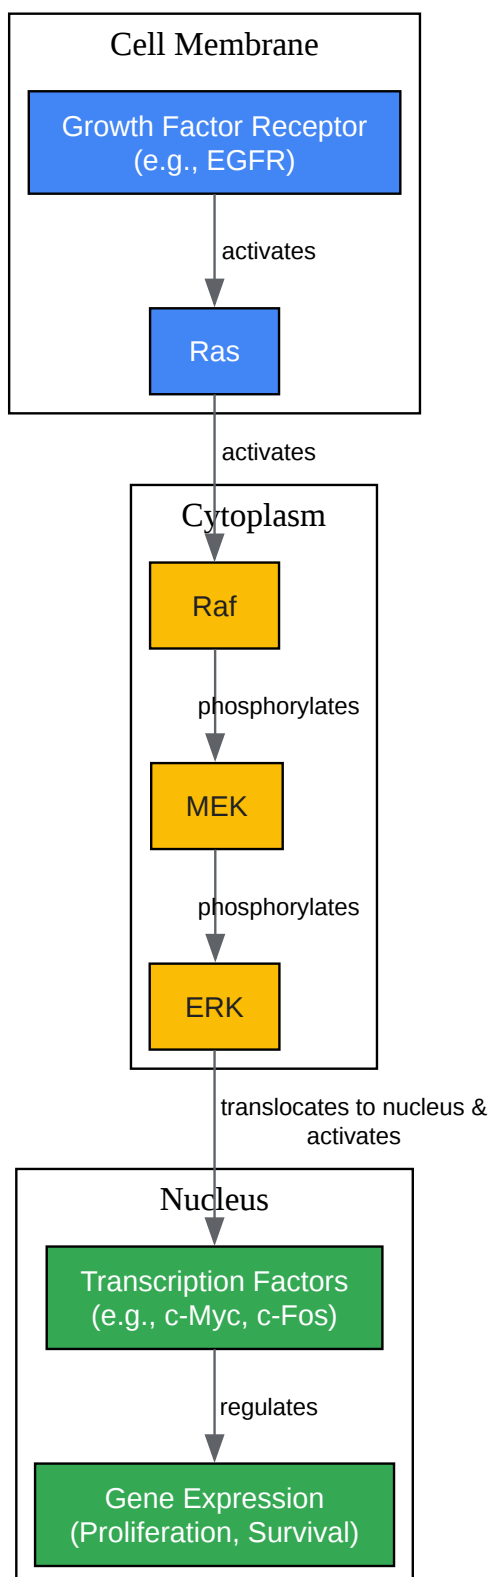 Cell Membrane
Growth Factor Receptor
(e.g., EGFR)
activates
Ras
activates
Cytoplasm
Raf
phosphorylates
MEK
phosphorylates
ERK
translocates to nucleus &
activates
Nucleus
Transcription Factors
(e.g., c-Myc, c-Fos)
regulates
Gene Expression
(Proliferation, Survival)